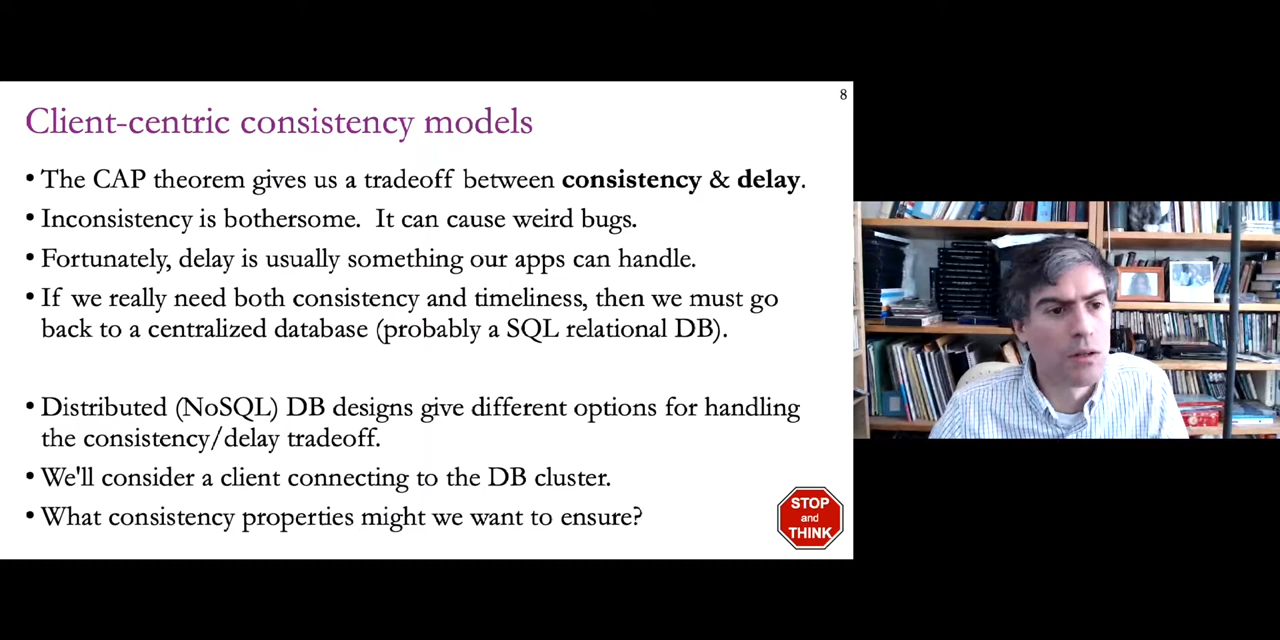 8
Client-centric consistency models
• The CAP theorem gives us a tradeoff between consistency & delay.
• Inconsistency is bothersome. It can cause weird bugs.
• Fortunately, delay is usually something our apps can handle.
• If we really need both consistency and timeliness, then we must go
back to a centralized database (probably a SQL relational DB).
• Distributed (NoSQL) DB designs give different options for handling
the consistency/delay tradeoff.
• We'll consider a client connecting to the DB cluster.
• What consistency properties might we want to ensure?
STOP
and
THINK